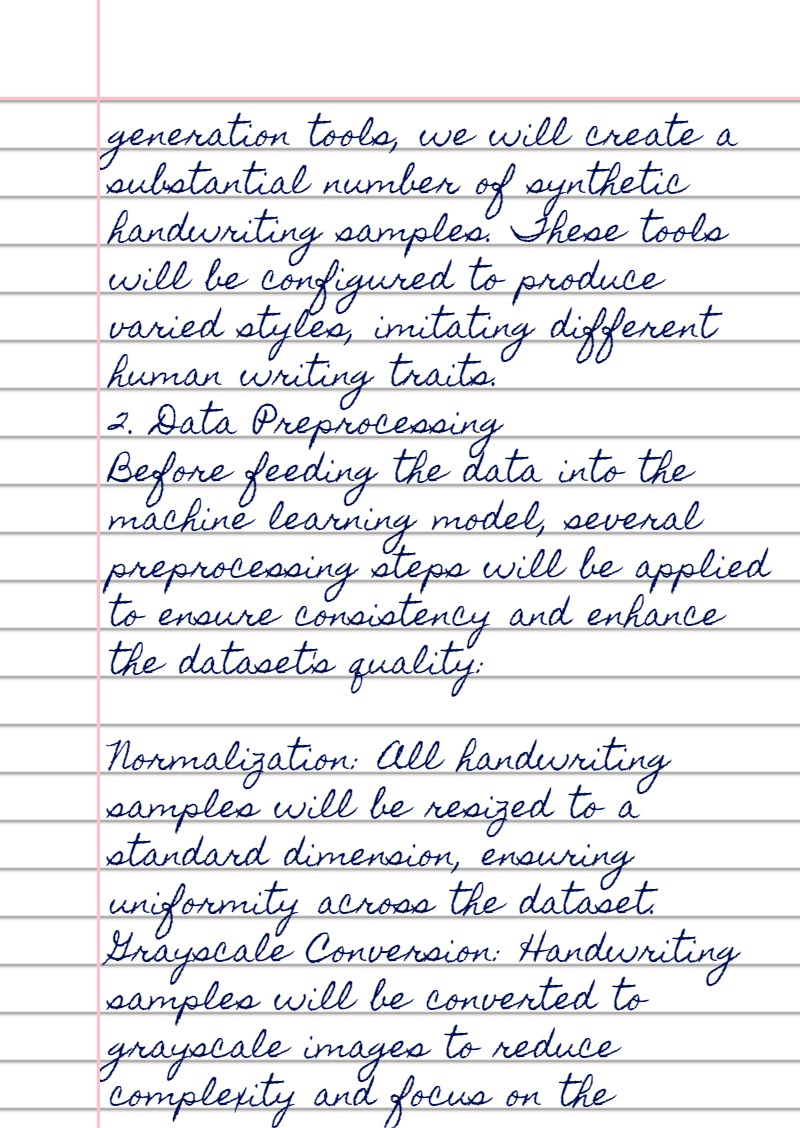 generation tools, we will create a
substantial number of synthetic
handwriting samples. These tools
will be configured to produce
varied styles, imitating different
human writing traits.
2. Data Preprocessing
Before feeding the data into the
machine learning model, several
preprocessing steps will be applied
to ensure consistency and enhance
the dataset's quality:
Normalization: All handwriting
samples will be resized to a
standard dimension, ensuring
uniformity across the dataset.
Grayscale Conversion: Handwriting
samples will be converted to
grayscale images to reduce
complexity and focus on the